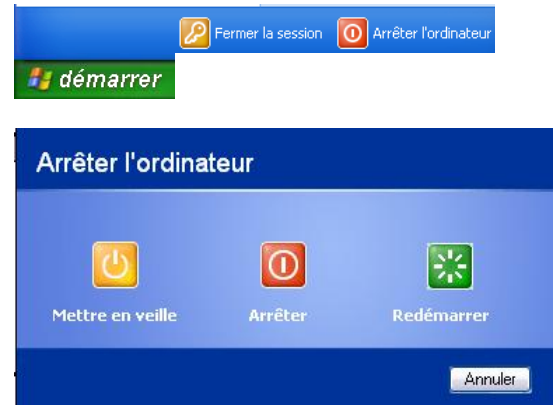 Fermer la session Arrêter l'ordinateur
démarrer
Arrêter l'ordinateur
Mettre en veille Arrêter Redémarrer
Annuler